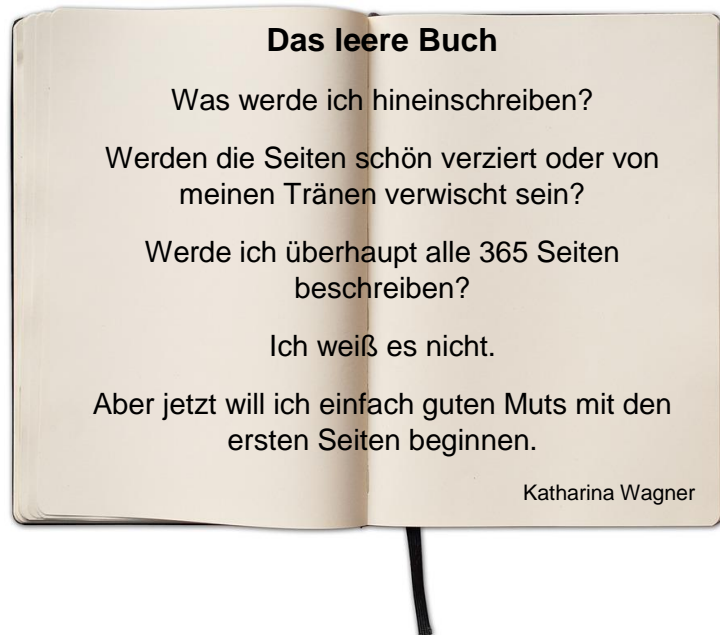 Das leere Buch
Was werde ich hineinschreiben?
Werden die Seiten schön verziert oder von
meinen Tränen verwischt sein?
Werde ich überhaupt alle 365 Seiten
beschreiben?
Ich weiß es nicht.
Aber jetzt will ich einfach guten Muts mit den
ersten Seiten beginnen.
Katharina Wagner